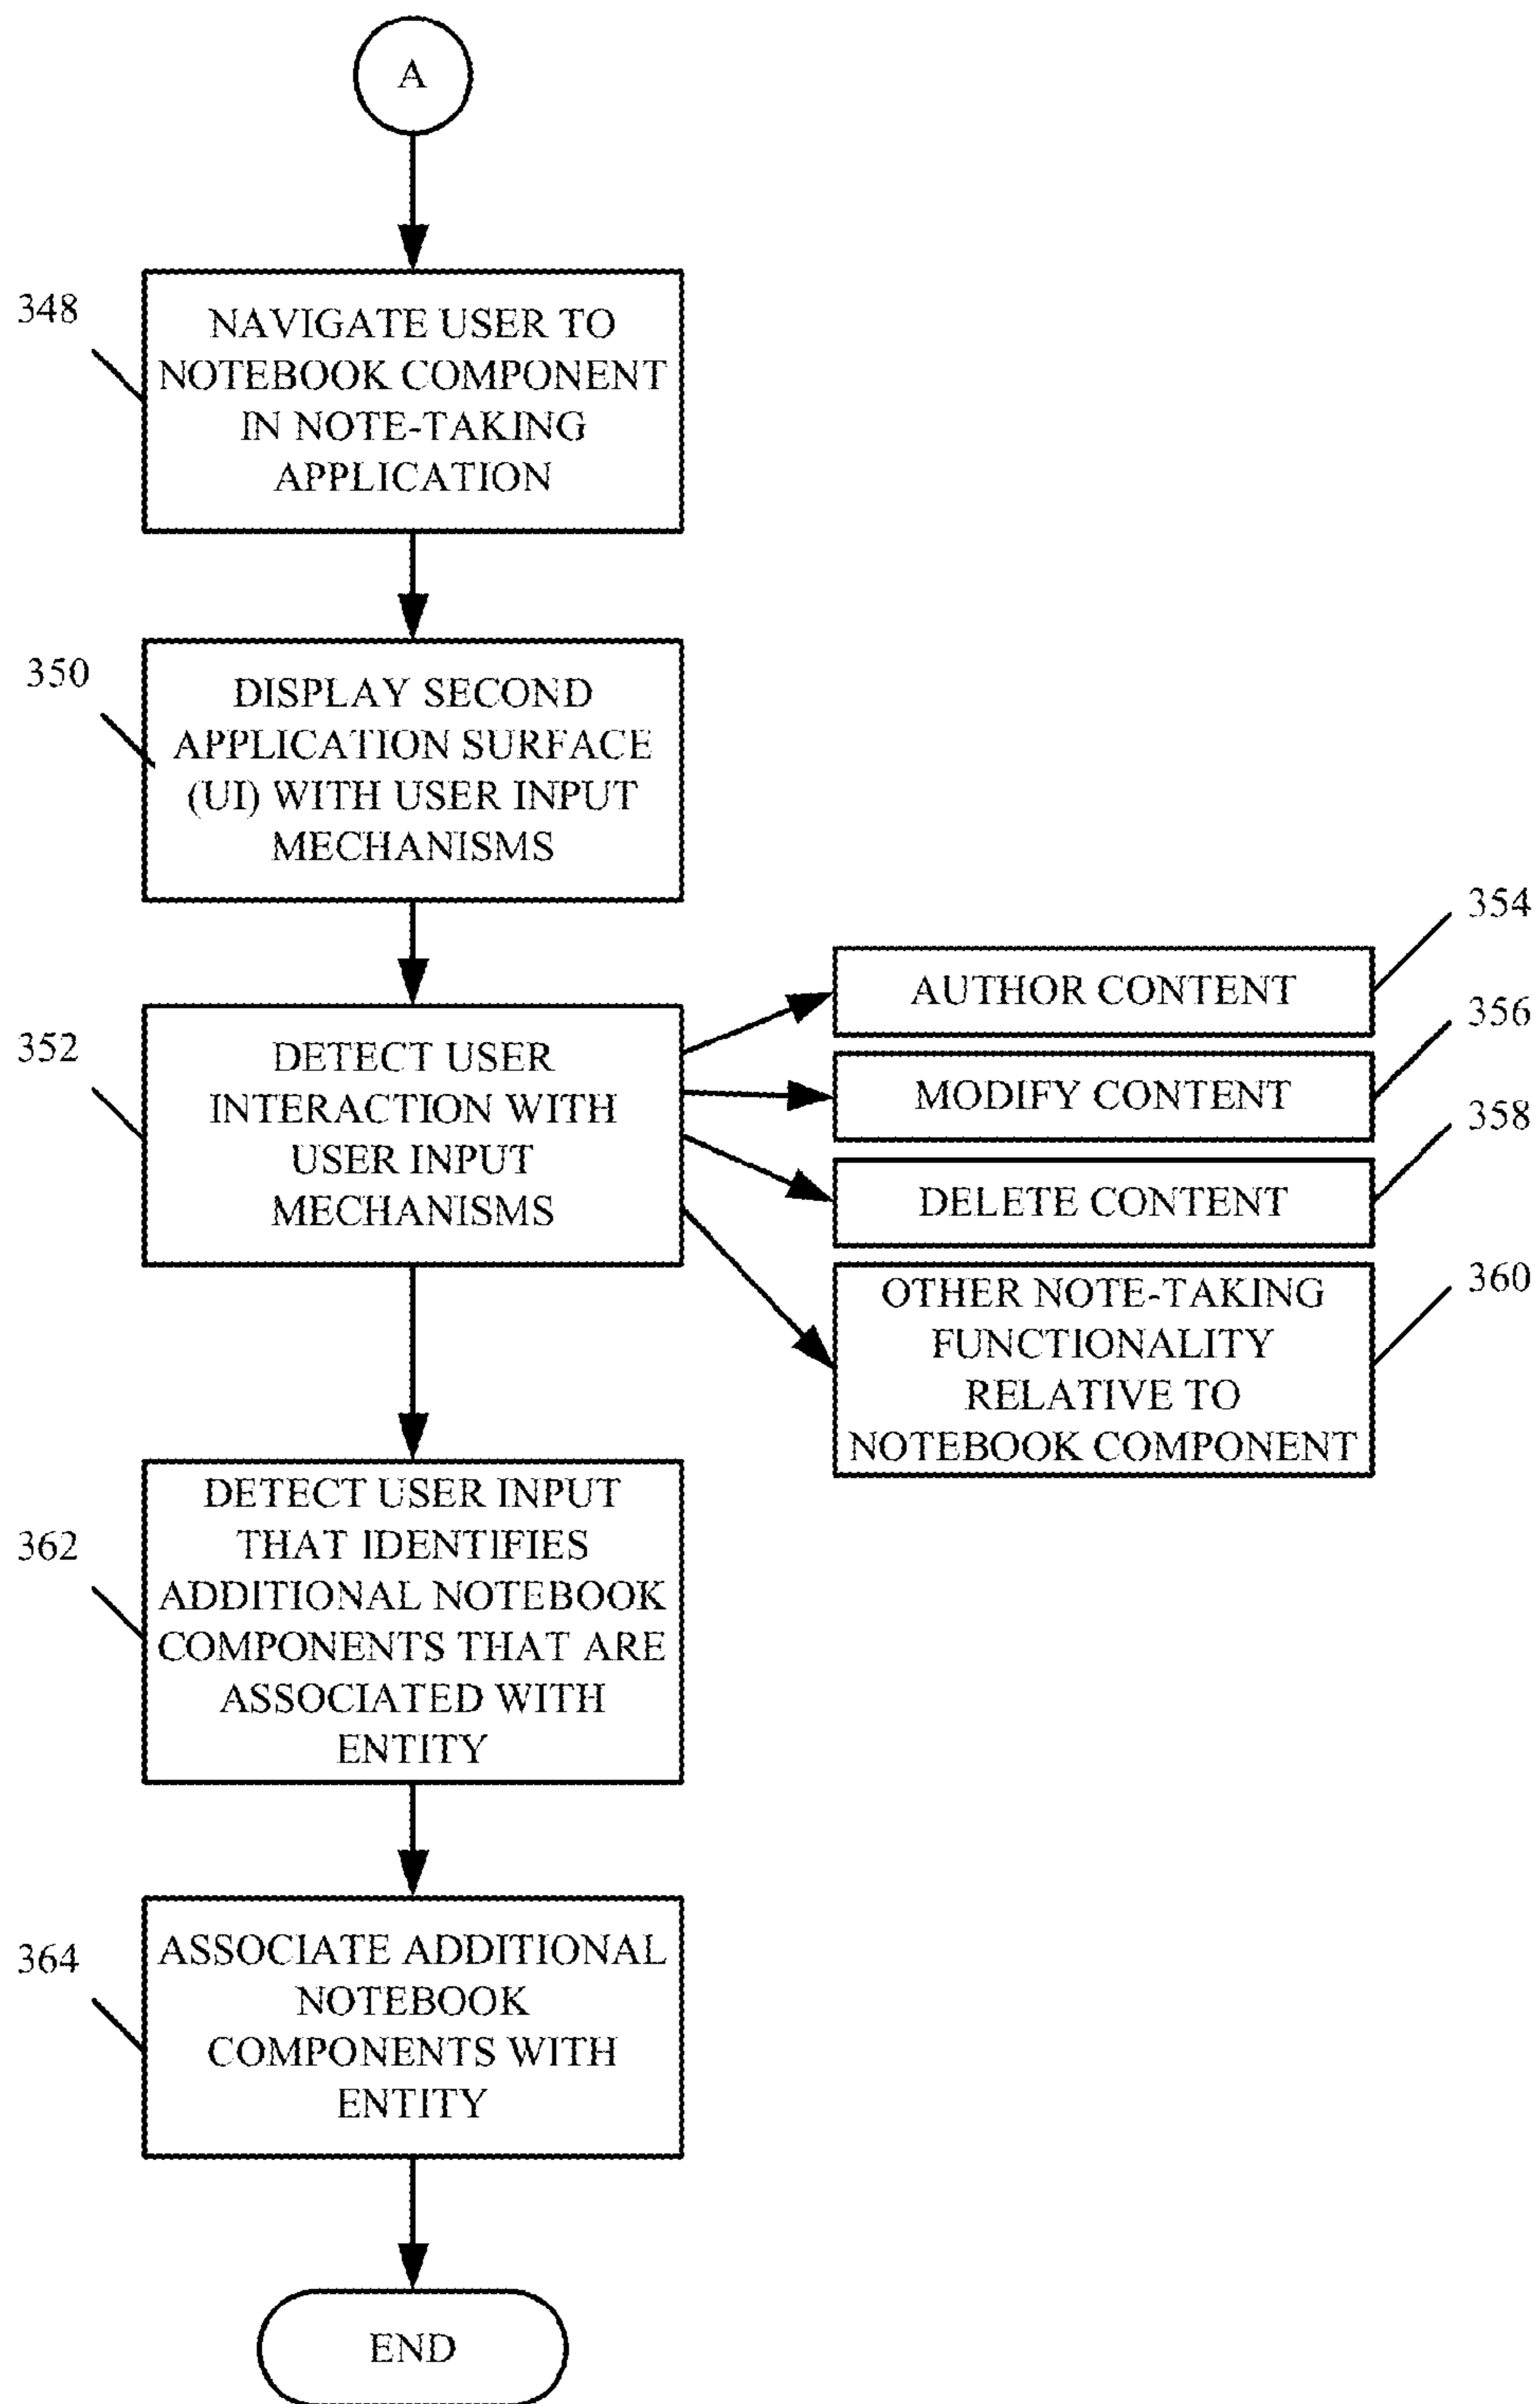 A
348
NAVIGATE USER TO
NOTEBOOK COMPONENT
IN NOTE-TAKING
APPLICATION
350
DISPLAY SECOND
APPLICATION SURFACE
(UI) WITH USER INPUT
MECHANISMS
352
DETECT USER
INTERACTION WITH
USER INPUT
MECHANISMS
354
AUTHOR CONTENT
356
MODIFY CONTENT
358
DELETE CONTENT
360
OTHER NOTE-TAKING
FUNCTIONALITY
RELATIVE TO
NOTEBOOK COMPONENT
362
DETECT USER INPUT
THAT IDENTIFIES
ADDITIONAL NOTEBOOK
COMPONENTS THAT ARE
ASSOCIATED WITH
ENTITY
364
ASSOCIATE ADDITIONAL
NOTEBOOK
COMPONENTS WITH
ENTITY
END